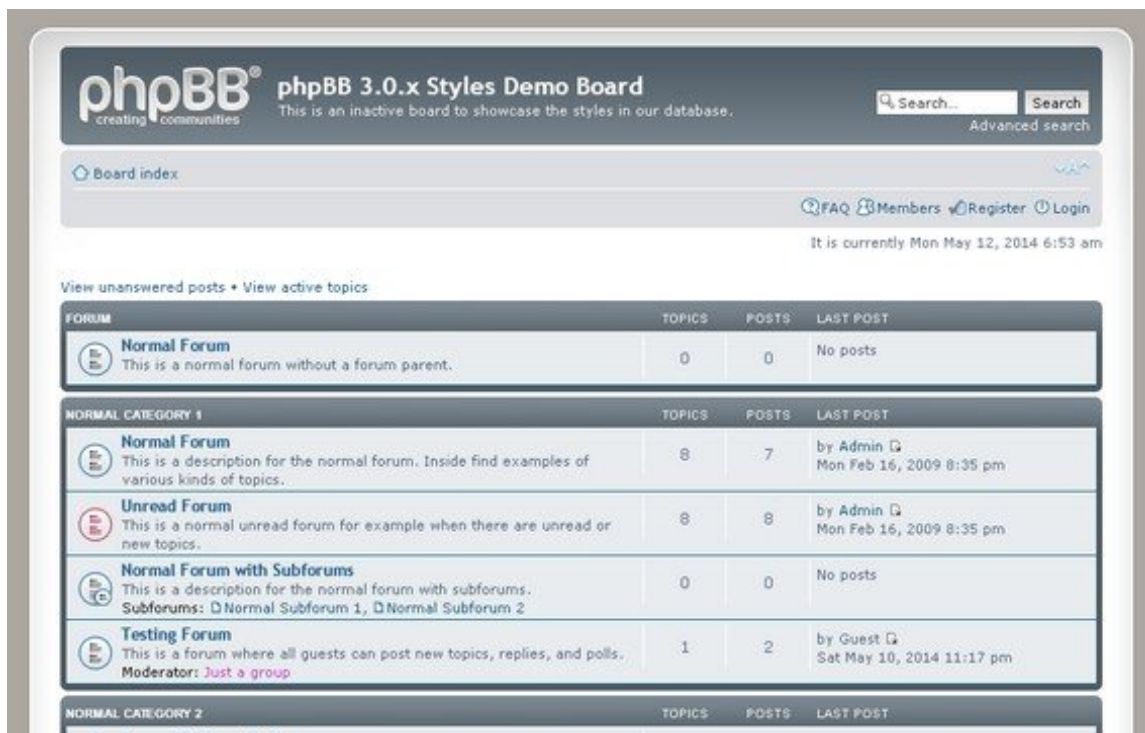 phpBB®
creating communities
phpBB 3.0.x Styles Demo Board
This is an inactive board to showcase the styles in our database.
Search...
Search
Advanced search
Board index
FAQ Members Register Login
It is currently Mon May 12, 2014 6:53 am
View unanswered posts • View active topics
FORUM TOPICS POSTS LAST POST
Normal Forum
This is a normal forum without a forum parent.
0 0 No posts
NORMAL CATEGORY 1 TOPICS POSTS LAST POST
Normal Forum
This is a description for the normal forum. Inside find examples of
various kinds of topics.
8 7 by Admin
Mon Feb 16, 2009 8:35 pm
Unread Forum
This is a normal unread forum for example when there are unread or
new topics.
8 8 by Admin
Mon Feb 16, 2009 8:35 pm
Normal Forum with Subforums
This is a description for the normal forum with subforums.
Subforums: Normal Subforum 1, Normal Subforum 2
0 0 No posts
Testing Forum
This is a forum where all guests can post new topics, replies, and polls.
Moderator: Just a group
1 2 by Guest
Sat May 10, 2014 11:17 pm
NORMAL CATEGORY 2 TOPICS POSTS LAST POST